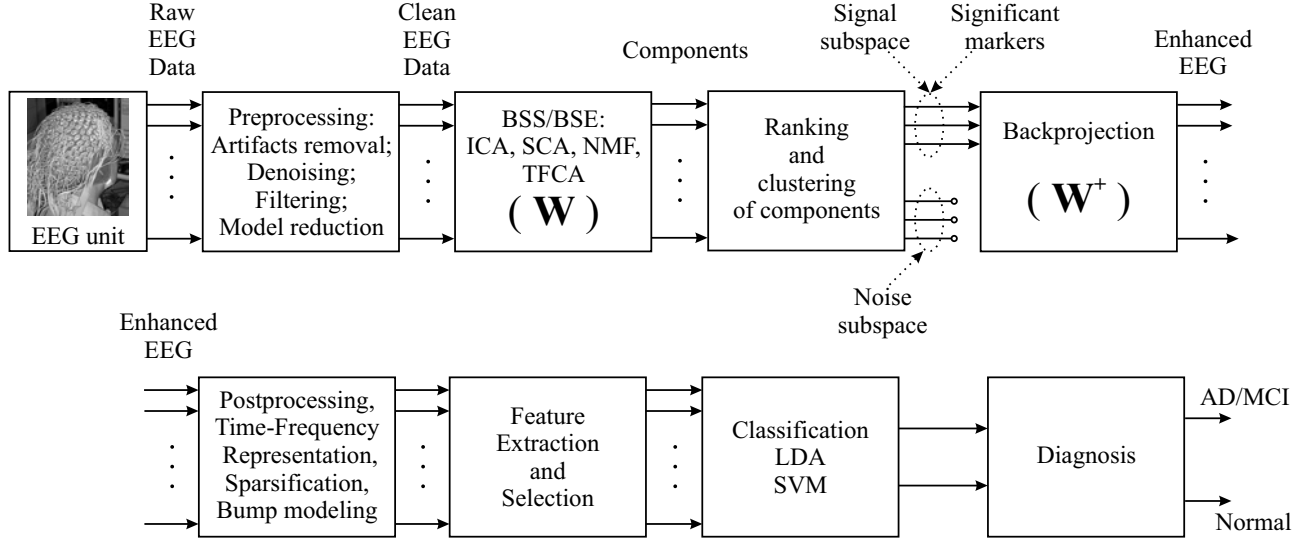 Raw
EEG
Data
Clean
EEG
Data
Components
Signal
subspace
Significant
markers
Enhanced
EEG
EEG unit
Preprocessing:
Artifacts removal;
Denoising;
Filtering;
Model reduction
BSS/BSE:
ICA, SCA, NMF,
TFCA
( W )
Ranking
and
clustering
of components
Backprojection
( W⁺ )
Noise
subspace
Enhanced
EEG
Postprocessing,
Time-Frequency
Representation,
Sparsification,
Bump modeling
Feature
Extraction
and
Selection
Classification
LDA
SVM
Diagnosis
AD/MCI
Normal